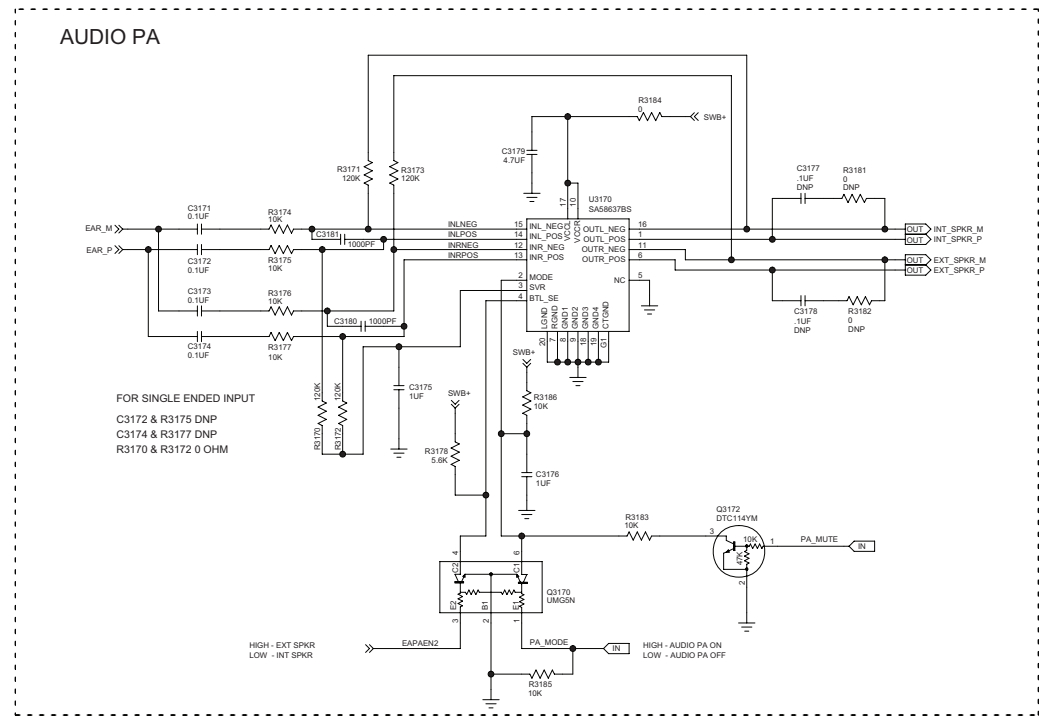 AUDIO PA
R3184
0
SWB+
C3179
4.7UF
R3171
120K
R3173
120K
C3177
.1UF
DNP
R3181
0
DNP
U3170
SA58637BS
17
10
VCCL
VCCR
EAR_M
EAR_P
C3171
0.1UF
R3174
10K
C3181
1000PF
C3172
0.1UF
R3175
10K
C3173
0.1UF
R3176
10K
C3180
1000PF
C3174
0.1UF
R3177
10K
INLNEG
INLPOS
INRNEG
INRPOS
15
14
12
13
2
3
4
INL_NEG
INL_POS
INR_NEG
INR_POS
MODE
SVR
BTL_SE
OUTL_NEG
OUTL_POS
OUTR_NEG
OUTR_POS
NC
16
1
11
6
5
OUT INT_SPKR_M
OUT INT_SPKR_P
OUT EXT_SPKR_M
OUT EXT_SPKR_P
C3178
.1UF
DNP
R3182
0
DNP
LGND
RGND
GND1
GND2
GND3
GND4
CTGND
20
7
8
9
18
19
G1
FOR SINGLE ENDED INPUT
C3172 & R3175 DNP
C3174 & R3177 DNP
R3170 & R3172 0 OHM
120K
120K
R3170
R3172
C3175
1UF
SWB+
R3178
5.6K
SWB+
R3186
10K
C3176
1UF
R3183
10K
Q3172
DTC114YM
3
10K
47K
1
2
PA_MUTE
IN
4
6
C2
C1
E2
B1
E1
3
2
1
Q3170
UMG5N
HIGH - EXT SPKR
LOW - INT SPKR
EAPAEN2
PA_MODE
IN
HIGH - AUDIO PA ON
LOW - AUDIO PA OFF
R3185
10K